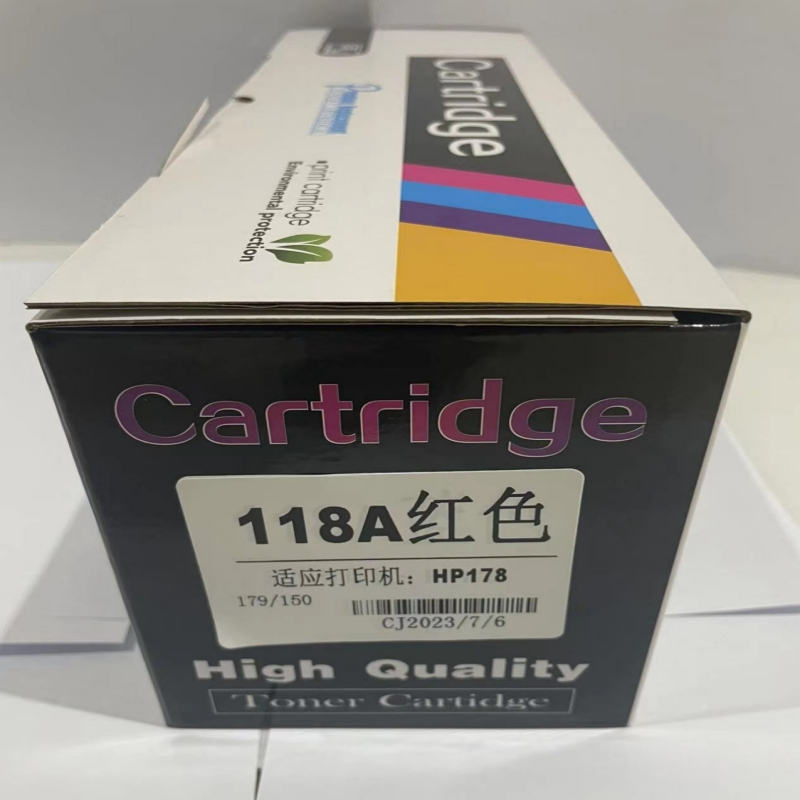 Cartridge
print cartridge
Environmental protection
Cartridge
118A红色
适应打印机：HP178
179/150
CJ2023/7/6
High Quality
Toner Cartidge